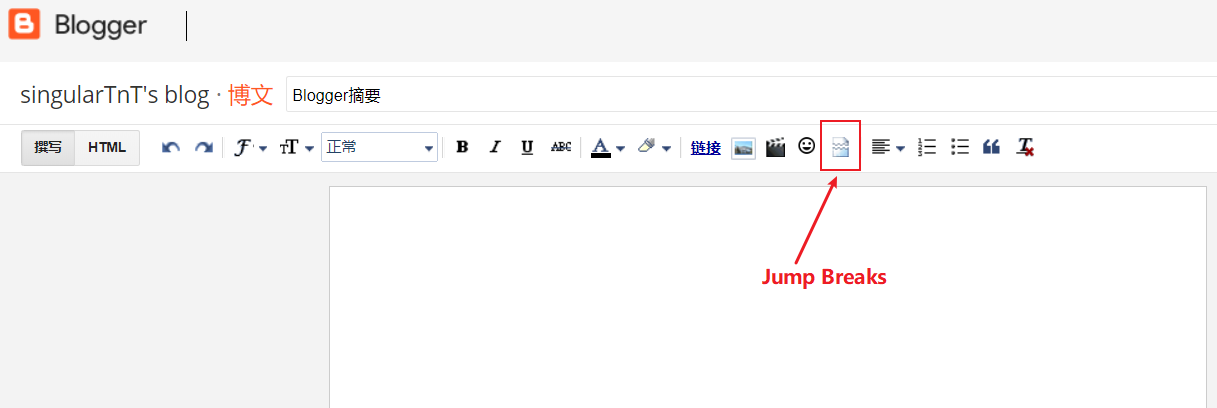 Blogger
singularTnT's blog · 博文 Blogger摘要
撰写 HTML F TT 正常 B I U ABC A 链接 T
Jump Breaks